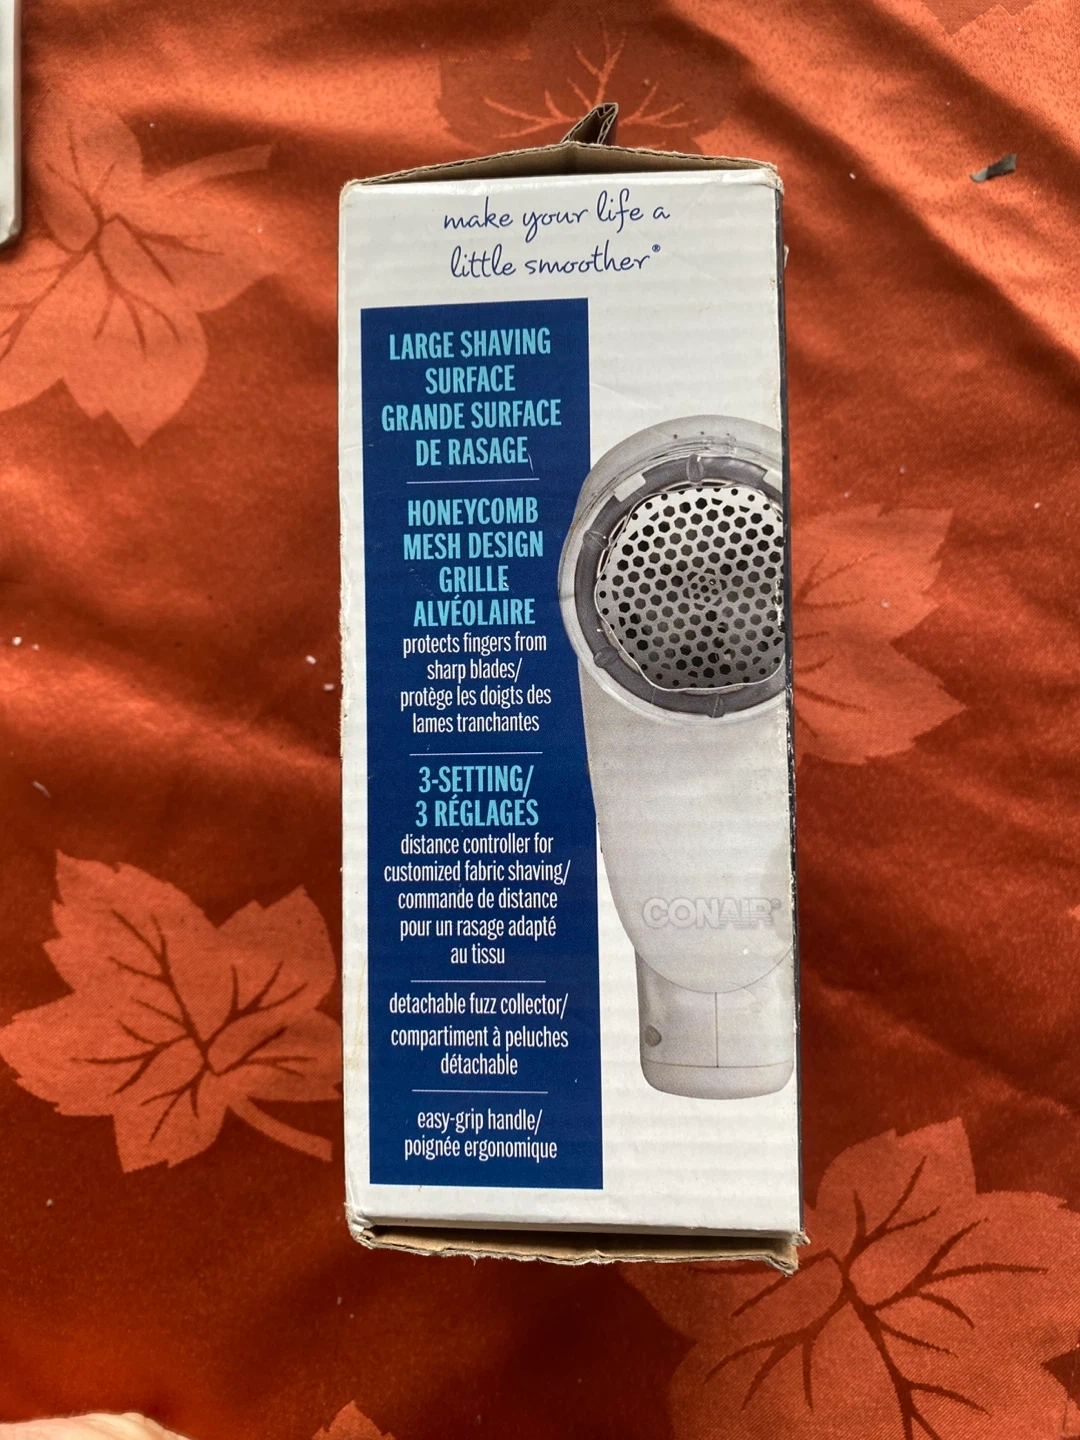 make your life a
little smoother®
LARGE SHAVING
SURFACE
GRANDE SURFACE
DE RASAGE
HONEYCOMB
MESH DESIGN
GRILLE
ALVÉOLAIRE
protects fingers from
sharp blades/
protège les doigts des
lames tranchantes
3-SETTING/
3 RÉGLAGES
distance controller for
customized fabric shaving/
commande de distance
pour un rasage adapté
au tissu
detachable fuzz collector/
compartiment à peluches
détachable
easy-grip handle/
poignée ergonomique
CONAIR®